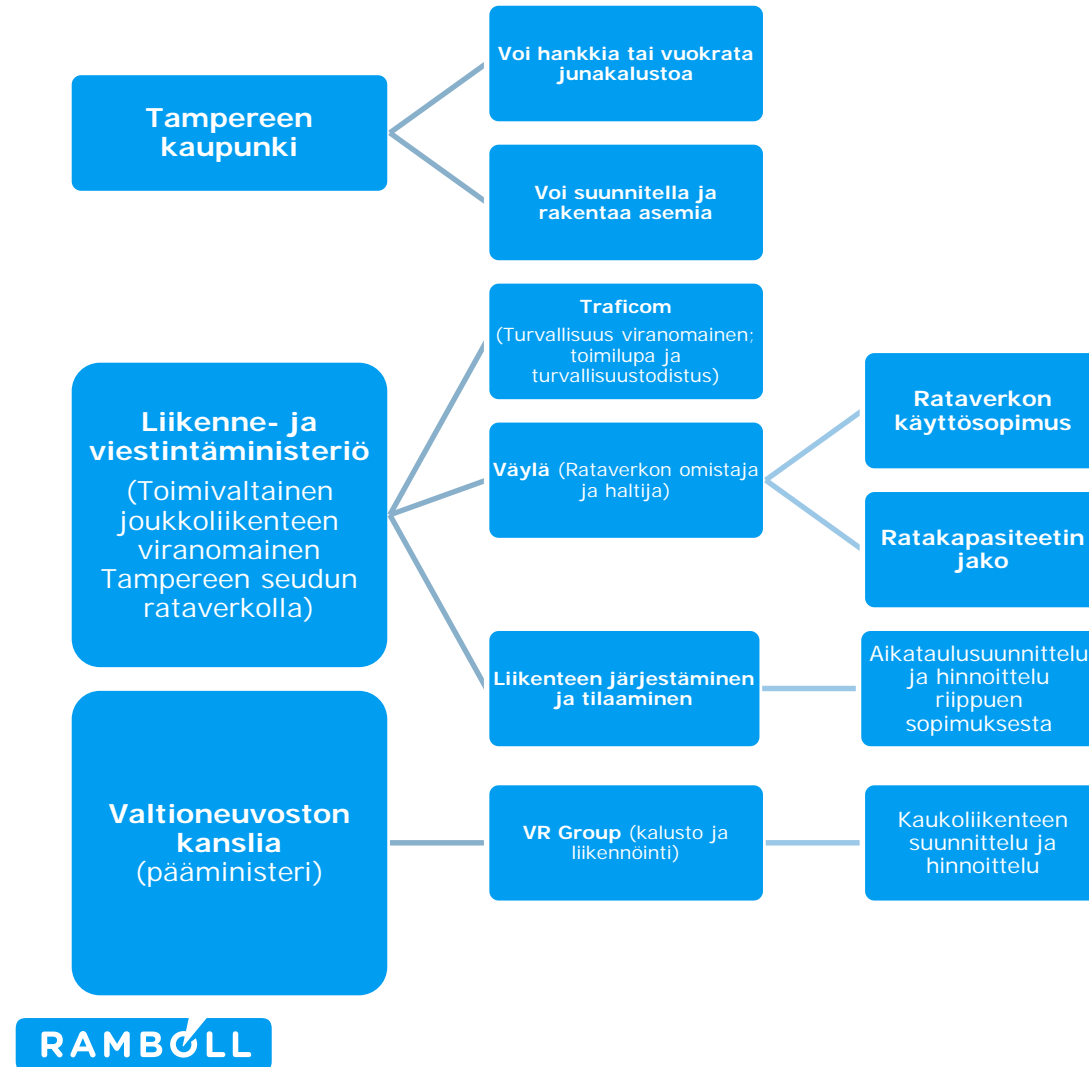 Voi hankkia tai vuokrata
junakalustoa
Tampereen
kaupunki
Voi suunnitella ja
rakentaa asemia
Traficom
(Turvallisuus viranomainen;
toimilupa ja
turvallisuustodistus)
Liikenne- ja
viestintäministeriö
(Toimivaltainen
joukkoliikenteen
viranomainen
Tampereen seudun
rataverkolla)
Väylä (Rataverkon omistaja
ja haltija)
Rataverkon
käyttösopimus
Ratakapasiteetin
jako
Liikenteen järjestäminen
ja tilaaminen
Aikataulusuunnittelu
ja hinnoittelu
riippuen
sopimuksesta
Valtioneuvoston
kanslia
(pääministeri)
VR Group (kalusto ja
liikennöinti)
Kaukoliikenteen
suunnittelu ja
hinnoittelu
RAMBOLL